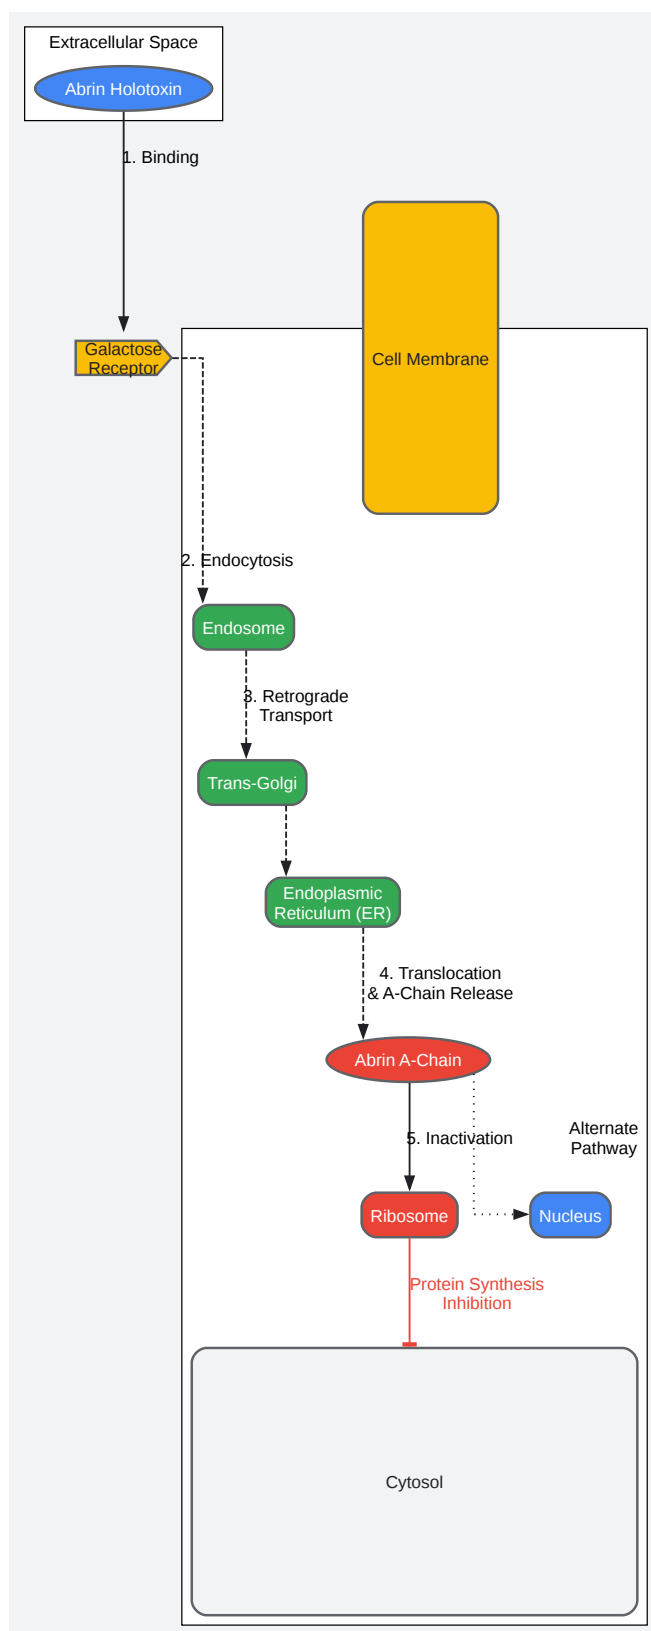 Extracellular Space
Abrin Holotoxin
1. Binding
Galactose
Receptor
Cell Membrane
2. Endocytosis
Endosome
3. Retrograde
Transport
Trans-Golgi
Endoplasmic
Reticulum (ER)
4. Translocation
& A-Chain Release
Abrin A-Chain
5. Inactivation
Alternate
Pathway
Ribosome
Nucleus
Protein Synthesis
Inhibition
Cytosol